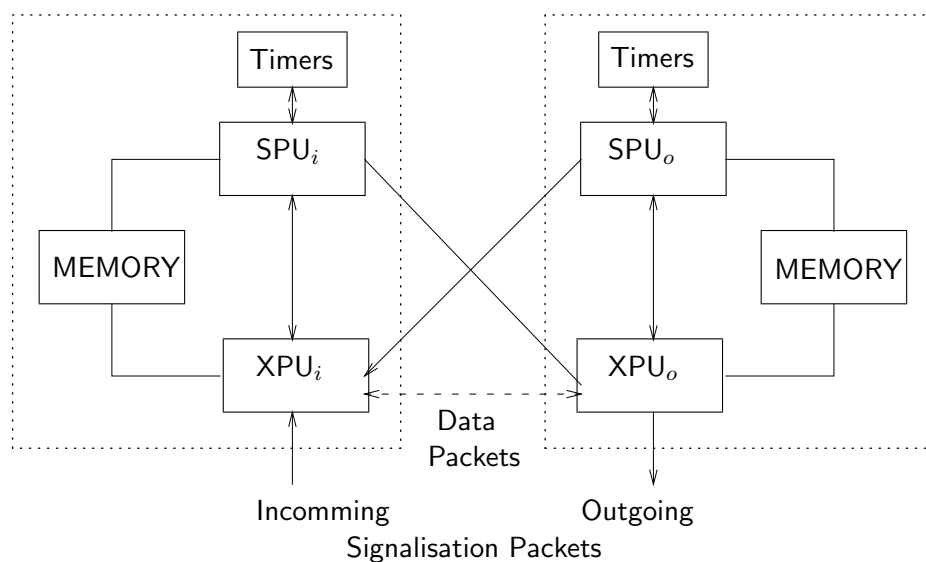 Timers
Timers
SPU_i
SPU_o
MEMORY
MEMORY
XPU_i
XPU_o
Data
Packets
Incomming
Outgoing
Signalisation Packets